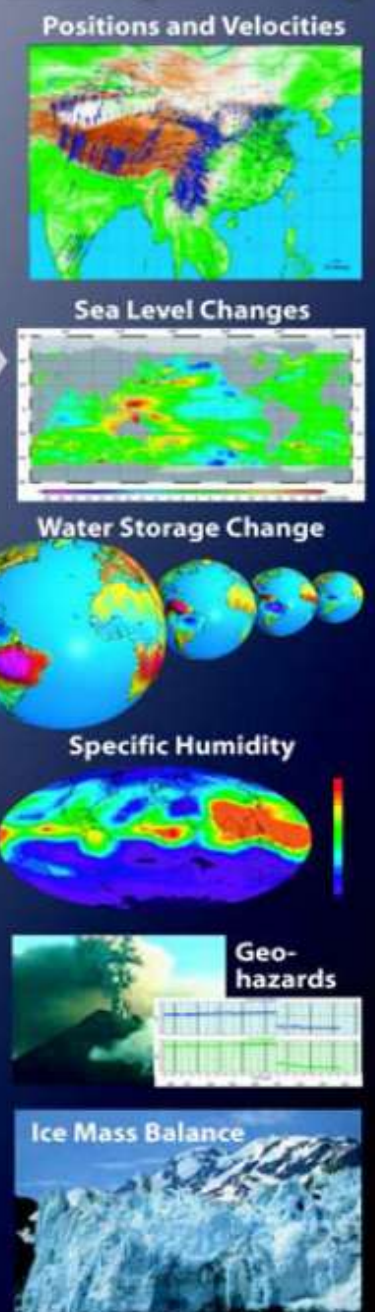 Positions and Velocities
Sea Level Changes
Water Storage Change
Specific Humidity
Geo-
hazards
Ice Mass Balance